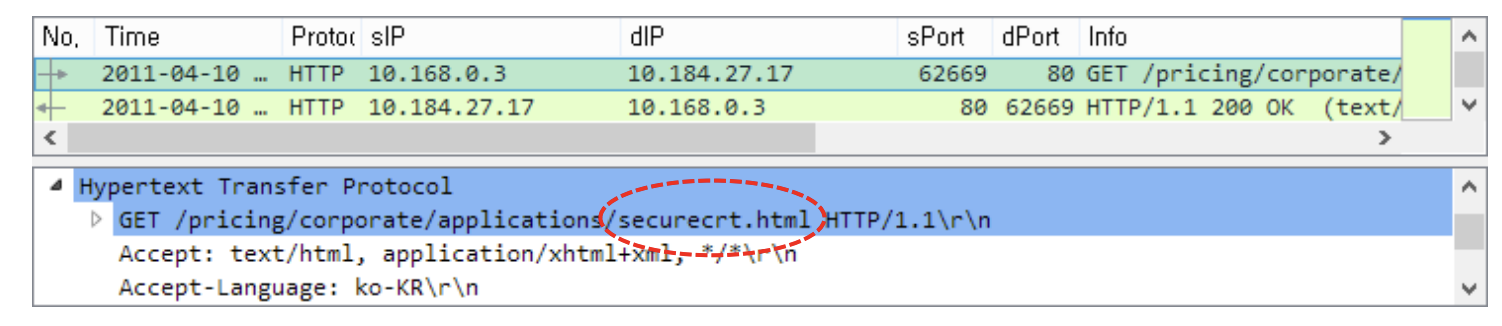 No. Time Protoc sIP dIP sPort dPort Info
2011-04-10 … HTTP 10.168.0.3 10.184.27.17 62669 80 GET /pricing/corporate/
2011-04-10 … HTTP 10.184.27.17 10.168.0.3 80 62669 HTTP/1.1 200 OK (text/
Hypertext Transfer Protocol
GET /pricing/corporate/applications/securecrt.html HTTP/1.1\r\n
Accept: text/html, application/xhtml+xml, */*\r\n
Accept-Language: ko-KR\r\n